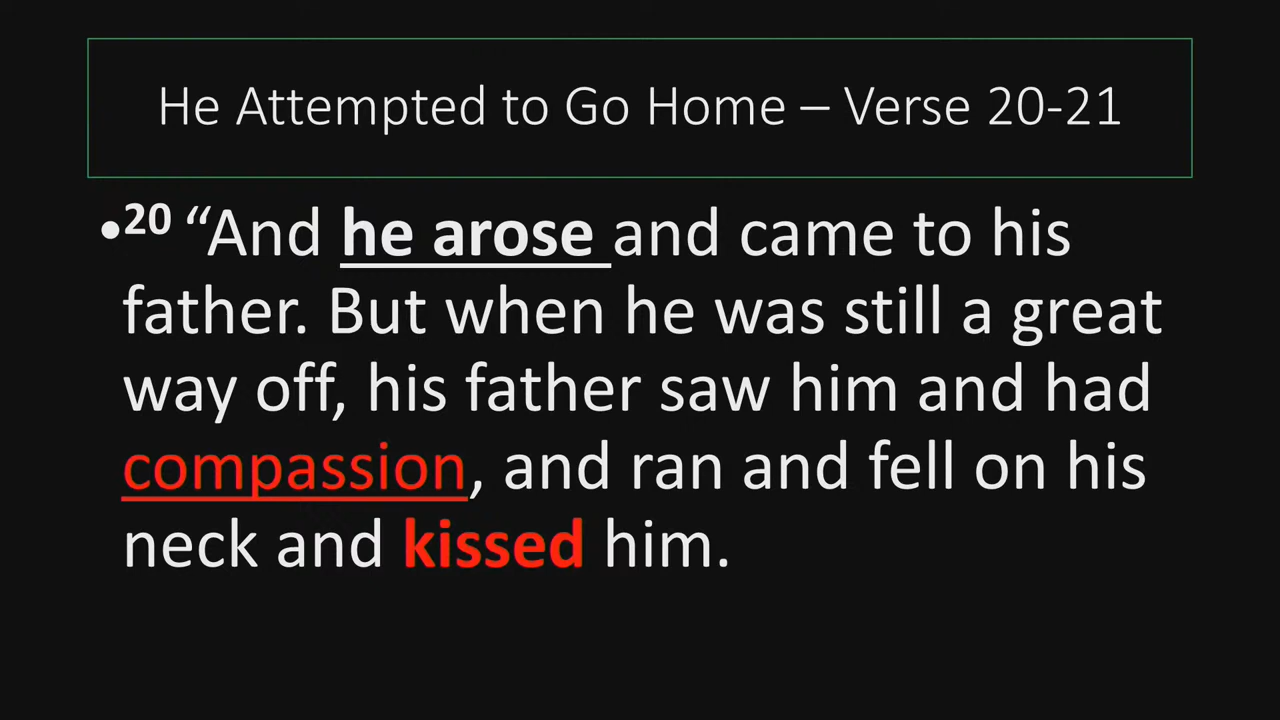 He Attempted to Go Home – Verse 20-21
•20 “And he arose and came to his
father. But when he was still a great
way off, his father saw him and had
compassion, and ran and fell on his
neck and kissed him.